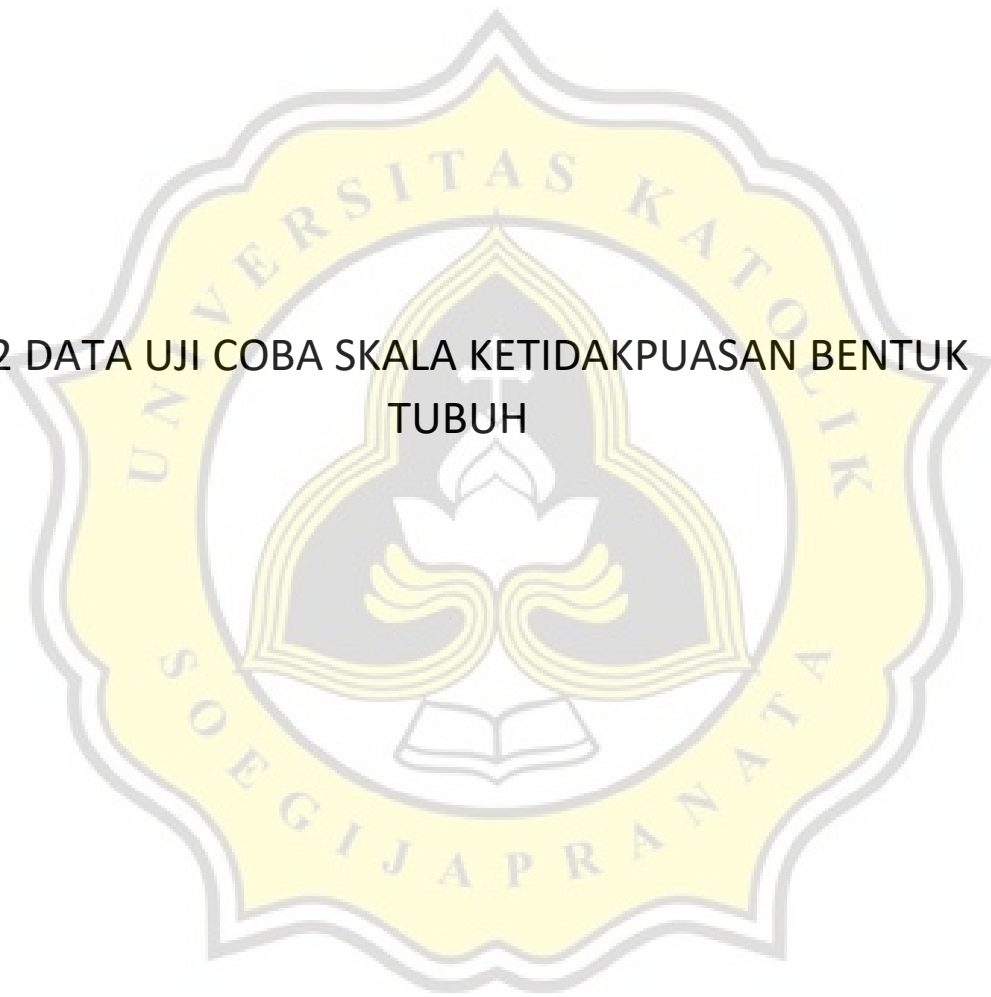 2 DATA UJI COBA SKALA KETIDAKPUASAN BENTUK
TUBUH
UNIVERSITAS KATOLIK
SOEGIJAPRANATA